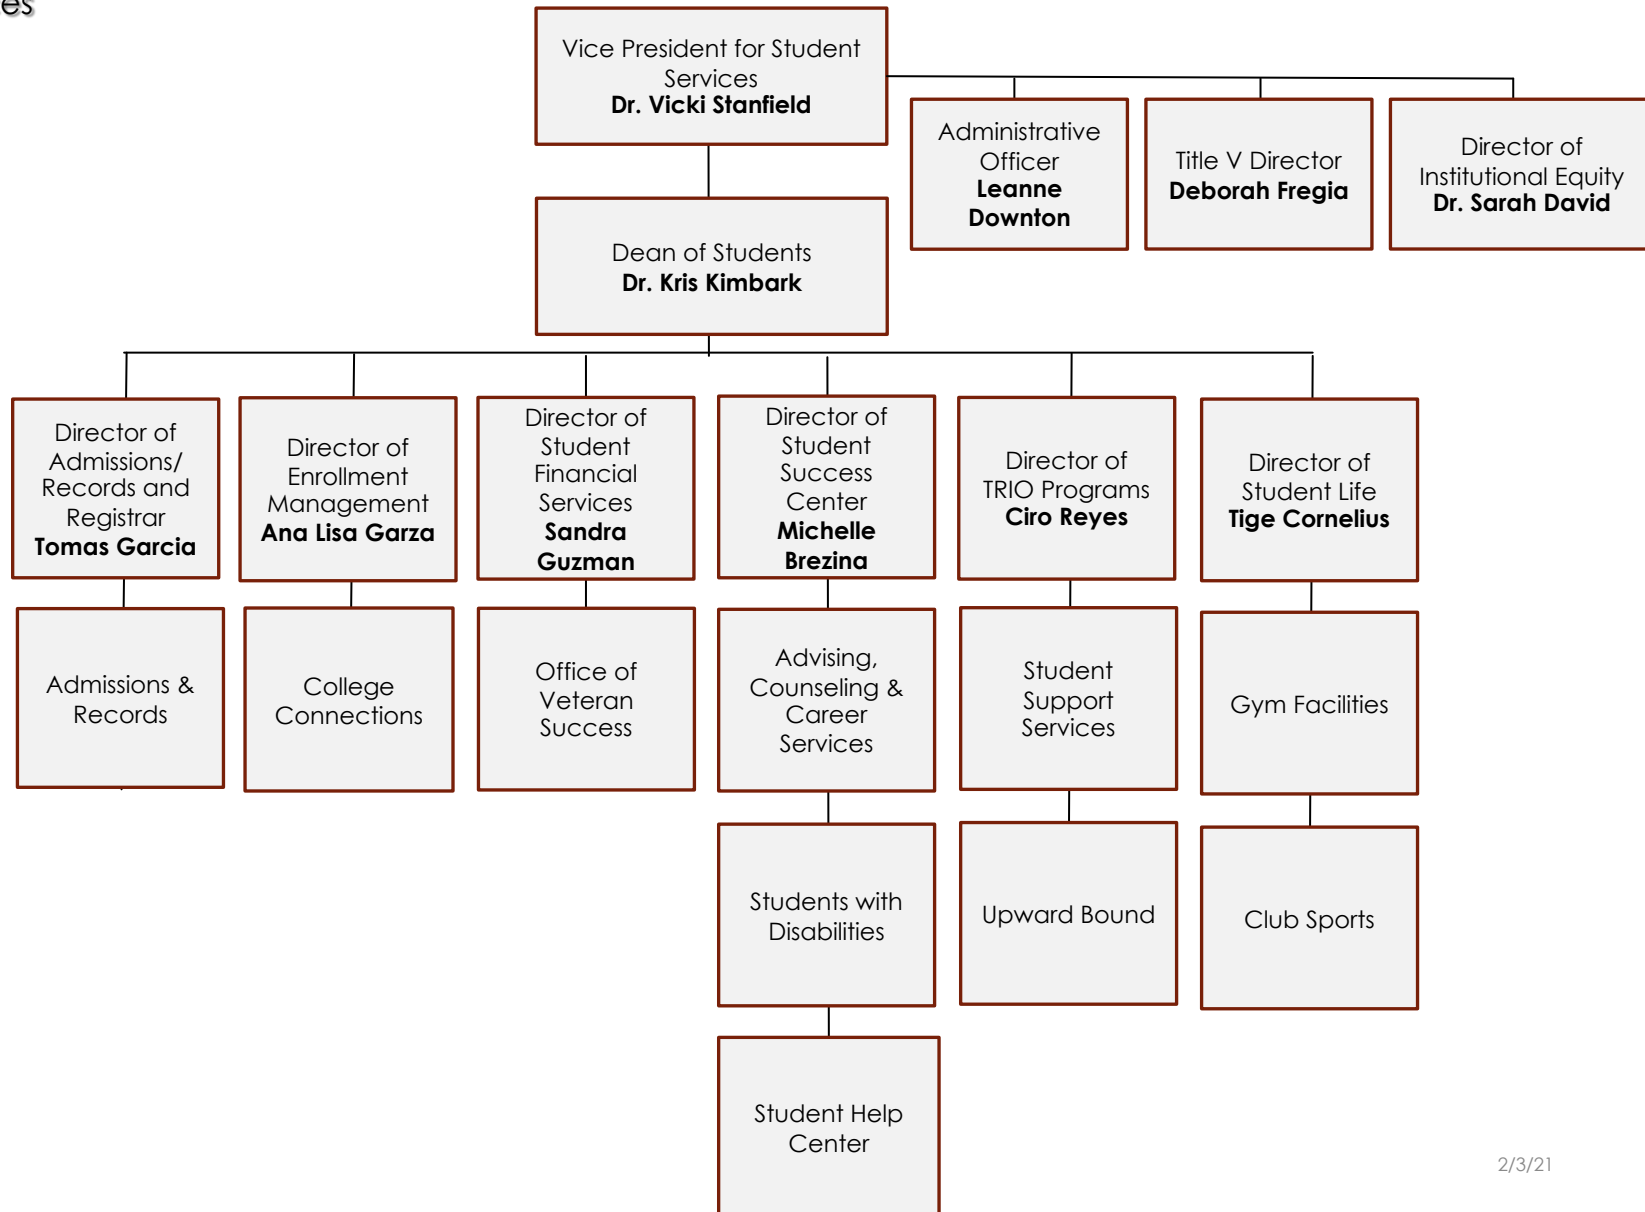 Vice President for Student
Services
Dr. Vicki Stanfield
Administrative
Officer
Leanne
Downton
Title V Director
Deborah Fregia
Director of
Institutional Equity
Dr. Sarah David
Dean of Students
Dr. Kris Kimbark
Director of
Admissions/
Records and
Registrar
Tomas Garcia
Director of
Enrollment
Management
Ana Lisa Garza
Director of
Student
Financial
Services
Sandra
Guzman
Director of
Student
Success
Center
Michelle
Brezina
Director of
TRIO Programs
Ciro Reyes
Director of
Student Life
Tige Cornelius
Admissions &
Records
College
Connections
Office of
Veteran
Success
Advising,
Counseling &
Career
Services
Student
Support
Services
Gym Facilities
Students with
Disabilities
Upward Bound
Club Sports
Student Help
Center
2/3/21